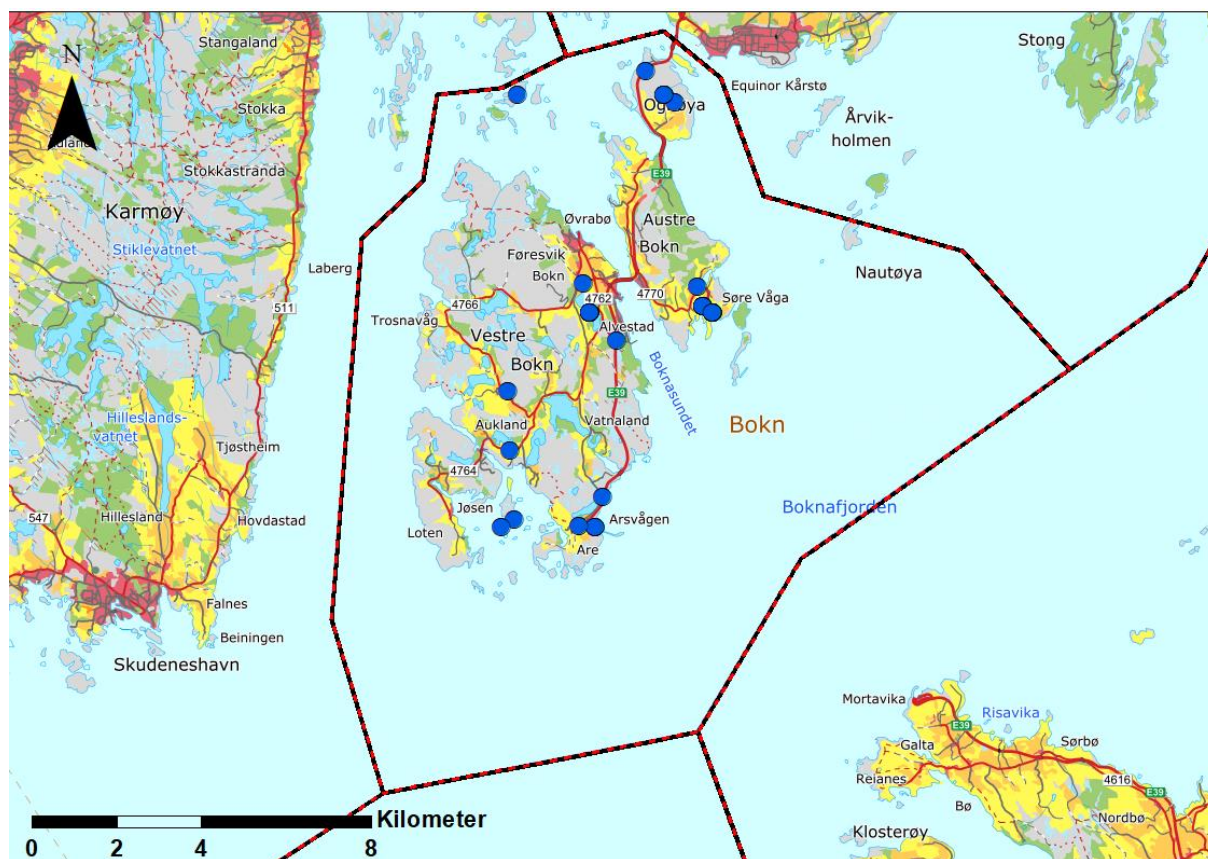 Stangaland
N
Stong
Equinor Kårstø
Stokka
Årvik-
holmen
Stokkastranda
E39
Karmøy
Øvrabø
Austre
Bokn
Stiklevatnet
Føresvik
Bokn
Laberg
Nautøya
4766
4762
4770
Søre Våga
511
Trosnavåg
Alvestad
Vestre
Bokn
Boknasundet
E39
Hilleslands-
vatnet
Aukland
Vatnaland
Bokn
Tjøstheim
4764
Boknafjorden
547
Hillesland
Jøsen
Hovdastad
Loten
Arsvågen
Are
Falnes
Beiningen
Skudeneshavn
Mortavika
Risavika
E39
Galta
Sørbø
Reianes
4616
E39
Bø
Nordbø
Kilometer
Klosterøy
0 2 4 8